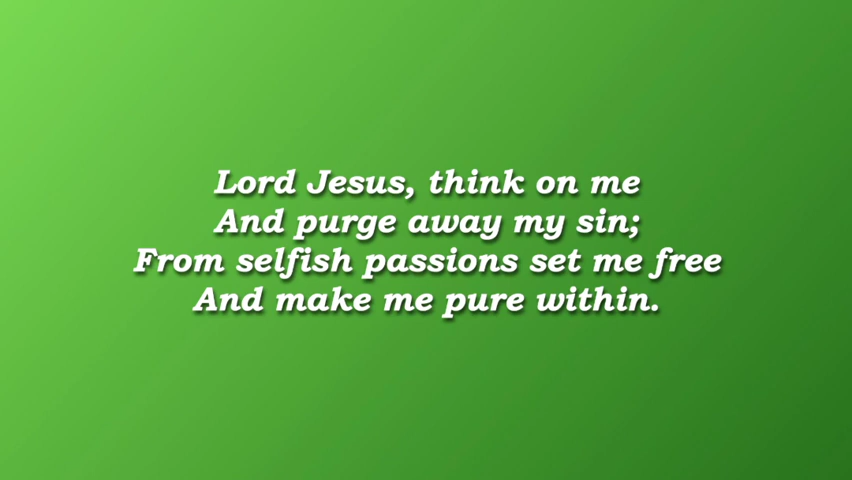 Lord Jesus, think on me
And purge away my sin;
From selfish passions set me free
And make me pure within.